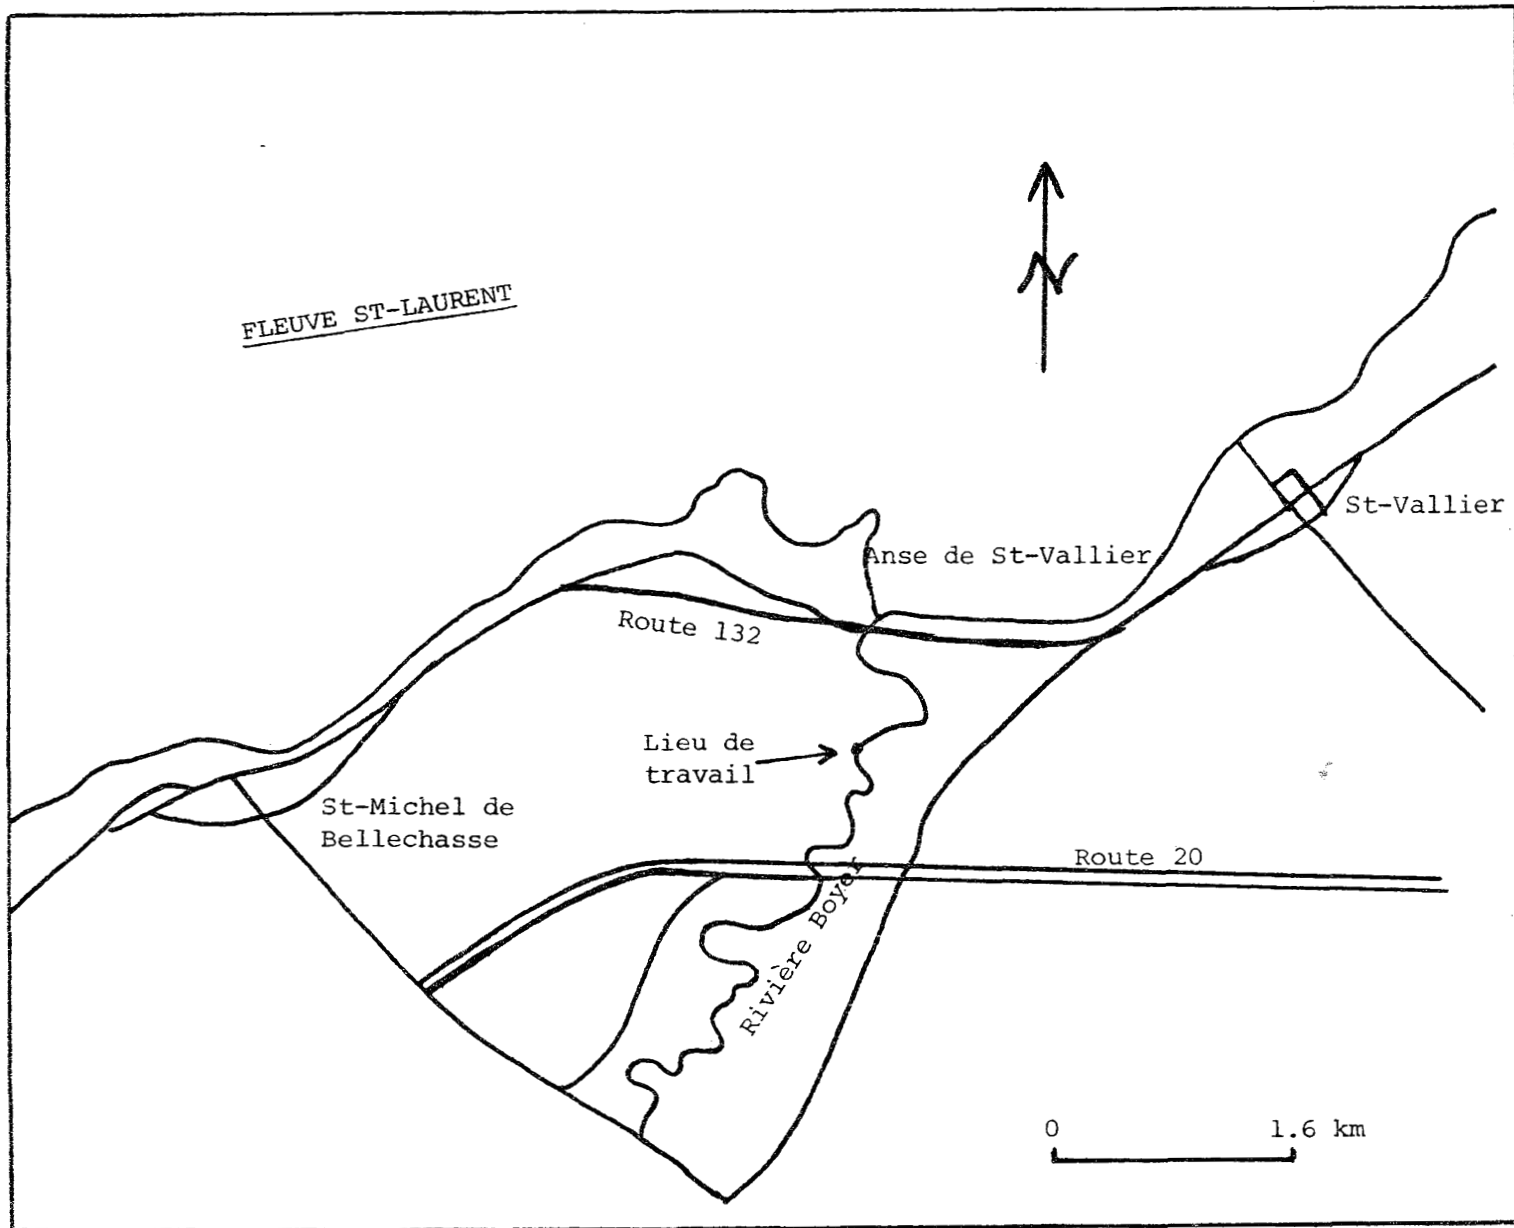 N
FLEUVE ST-LAURENT
St-Vallier
Anse de St-Vallier
Route 132
Lieu de
travail
St-Michel de
Bellechasse
Route 20
Rivière Boyer
0 1.6 km